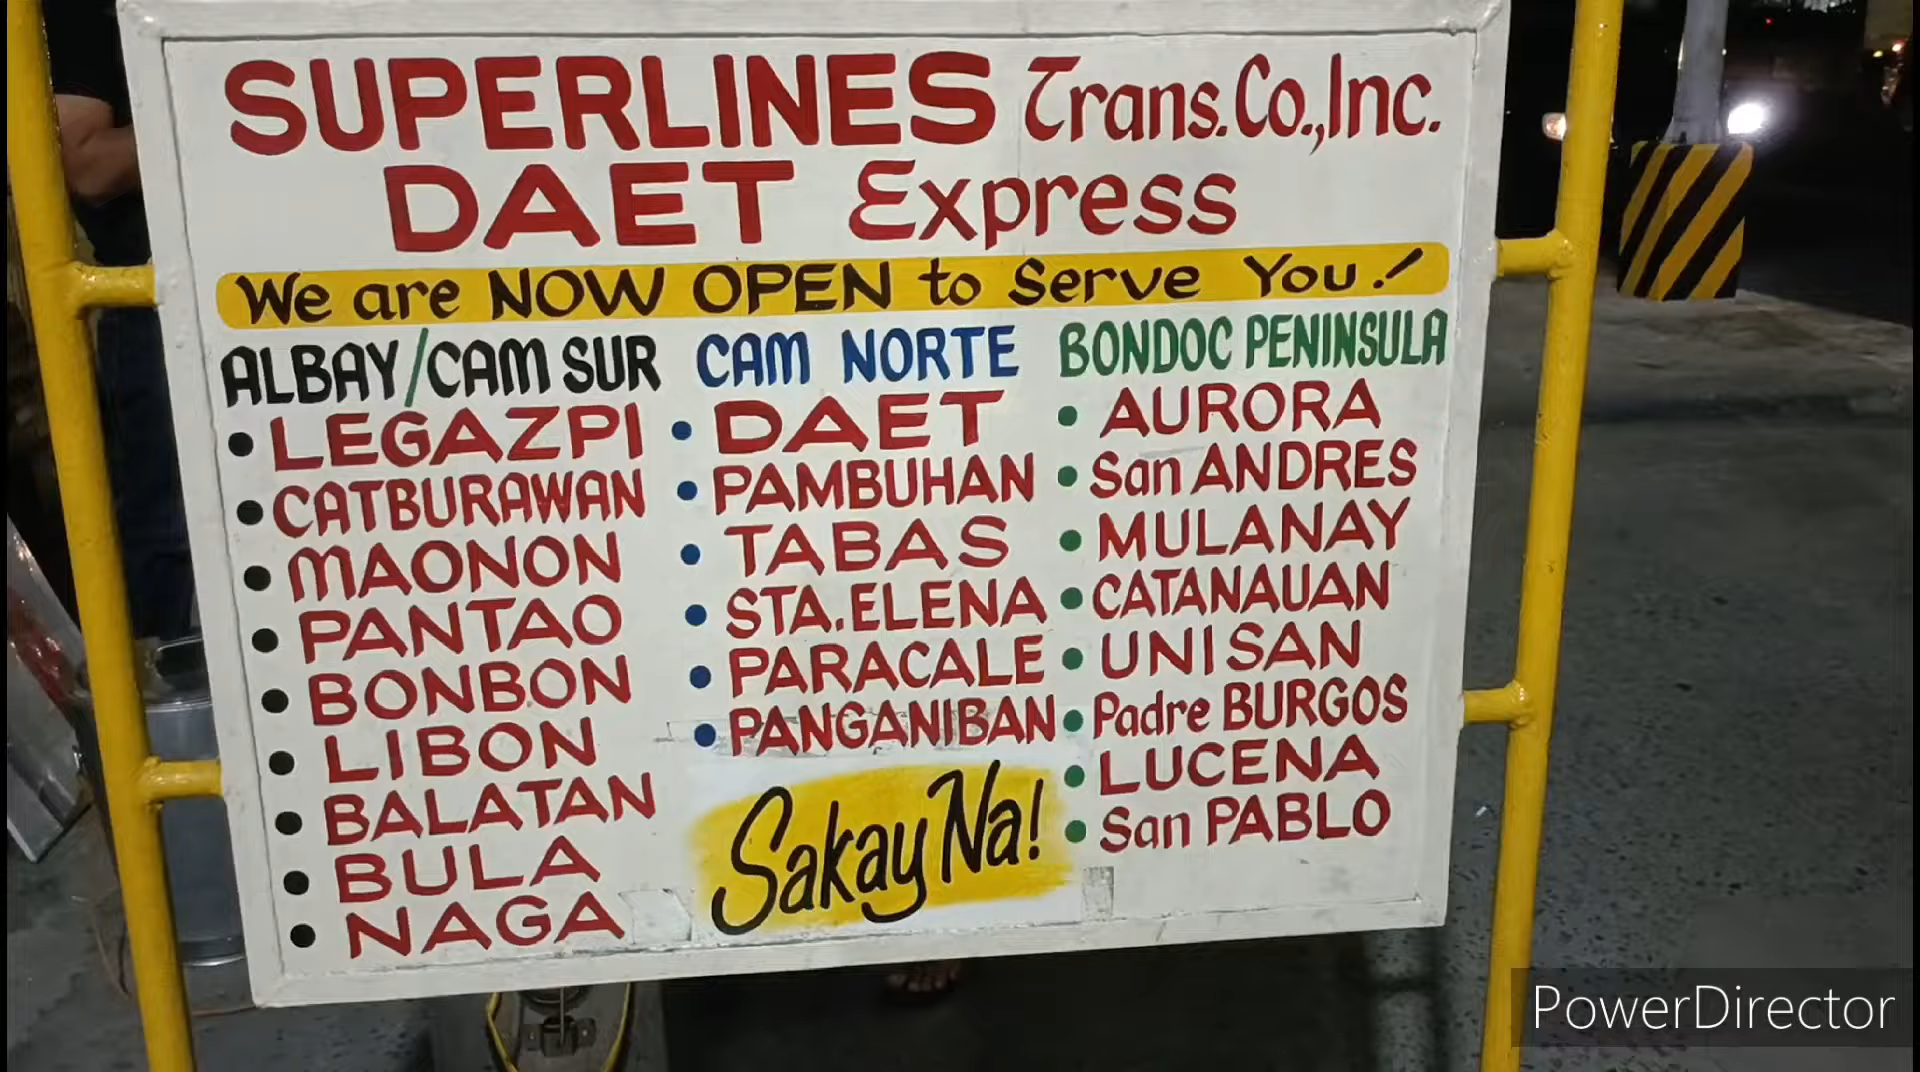 SUPERLINES Trans.Co.,Inc.
DAET Express
We are NOW OPEN to Serve You!
ALBAY/CAM SUR
• LEGAZPI
• CATBURAWAN
• MAONON
• PANTAO
• BONBON
• LIBON
• BALATAN
• BULA
• NAGA
CAM NORTE
• DAET
• PAMBUHAN
• TABAS
• STA.ELENA
• PARACALE
• PANGANIBAN
Sakay Na!
BONDOC PENINSULA
• AURORA
• San ANDRES
• MULANAY
• CATANAUAN
• UNISAN
• Padre BURGOS
• LUCENA
• San PABLO
PowerDirector